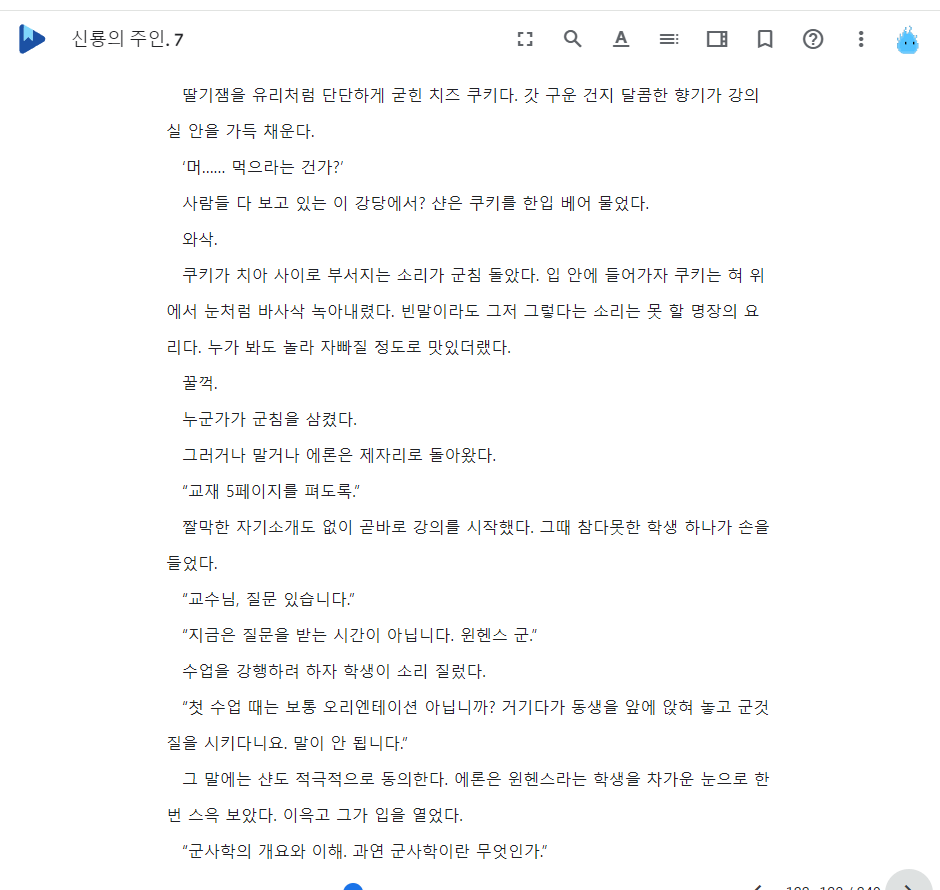 신룡의 주인. 7
딸기잼을 유리처럼 단단하게 굳힌 치즈 쿠키다. 갓 구운 건지 달콤한 향기가 강의
실 안을 가득 채운다.
‘머…… 먹으라는 건가?’
사람들 다 보고 있는 이 강당에서? 샨은 쿠키를 한입 베어 물었다.
와삭.
쿠키가 치아 사이로 부서지는 소리가 군침 돌았다. 입 안에 들어가자 쿠키는 혀 위
에서 눈처럼 바사삭 녹아내렸다. 빈말이라도 그저 그렇다는 소리는 못 할 명장의 요
리다. 누가 봐도 놀라 자빠질 정도로 맛있더랬다.
꿀꺽.
누군가가 군침을 삼켰다.
그러거나 말거나 에론은 제자리로 돌아왔다.
“교재 5페이지를 펴도록.”
짤막한 자기소개도 없이 곧바로 강의를 시작했다. 그때 참다못한 학생 하나가 손을
들었다.
“교수님, 질문 있습니다.”
“지금은 질문을 받는 시간이 아닙니다. 윈헨스 군.”
수업을 강행하려 하자 학생이 소리 질렀다.
“첫 수업 때는 보통 오리엔테이션 아닙니까? 거기다가 동생을 앞에 앉혀 놓고 군것
질을 시키다니요. 말이 안 됩니다.”
그 말에는 샨도 적극적으로 동의한다. 에론은 윈헨스라는 학생을 차가운 눈으로 한
번 스윽 보았다. 이윽고 그가 입을 열었다.
“군사학의 개요와 이해. 과연 군사학이란 무엇인가.”